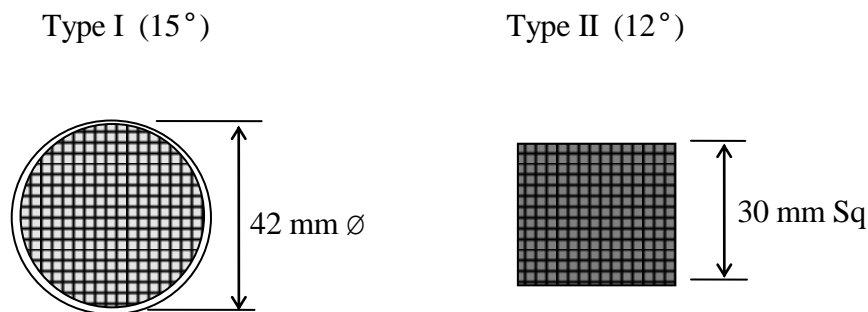 Type I (15°)
Type II (12°)
42 mm ∅
30 mm Sq